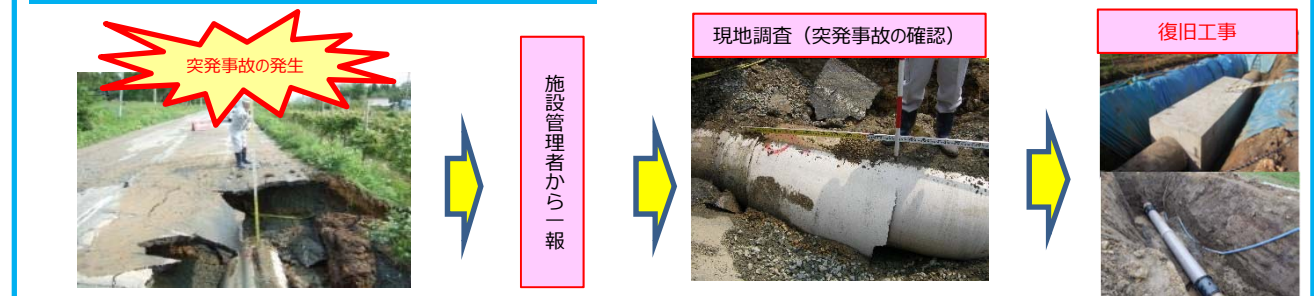 突発事故の発生
施設管理者から一報
現地調査（突発事故の確認）
復旧工事